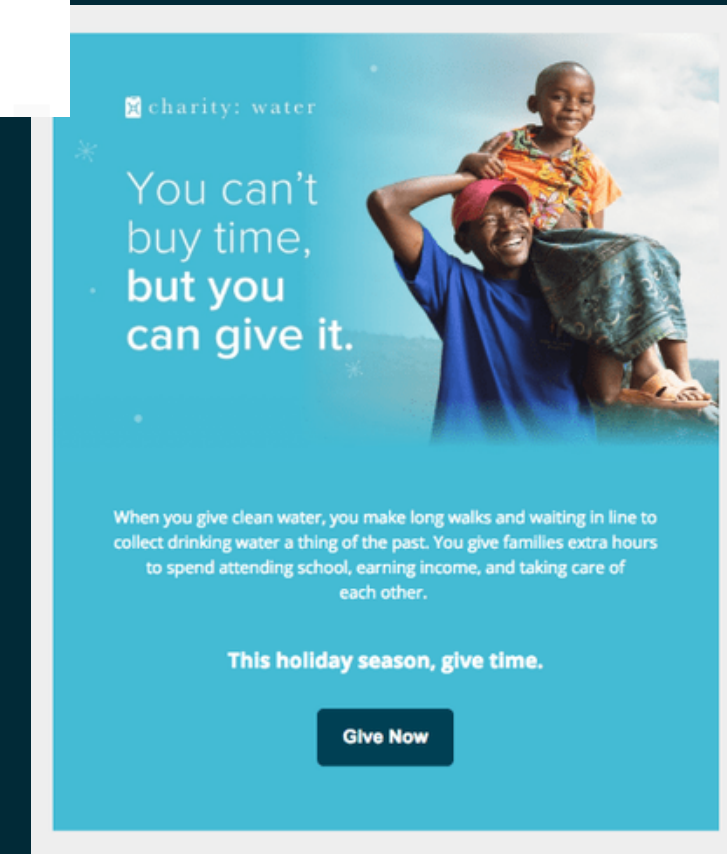 charity: water
You can't
buy time,
but you
can give it.
When you give clean water, you make long walks and waiting in line to
collect drinking water a thing of the past. You give families extra hours
to spend attending school, earning income, and taking care of
each other.
This holiday season, give time.
Give Now